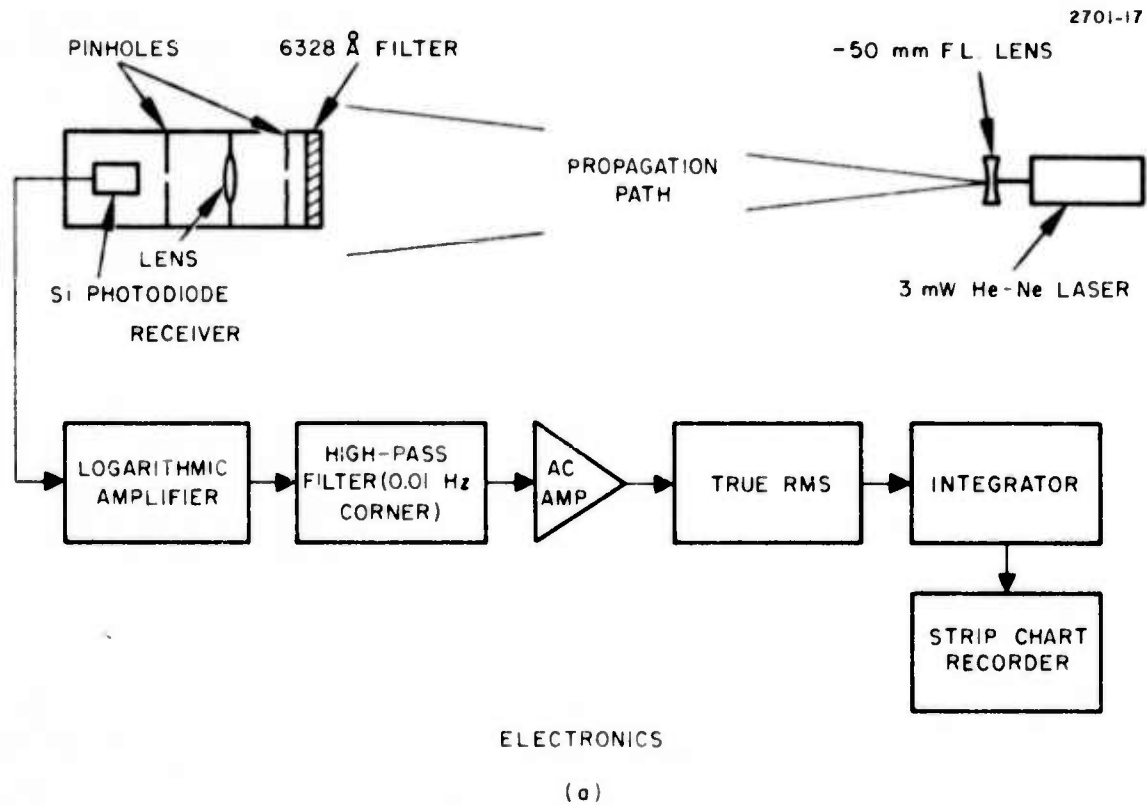 2701-17
PINHOLES
6328 Å FILTER
-50 mm F L. LENS
PROPAGATION
PATH
LENS
Si PHOTODIODE
RECEIVER
3 mW He-Ne LASER
LOGARITHMIC
AMPLIFIER
HIGH-PASS
FILTER (0.01 Hz
CORNER)
AC
AMP
TRUE RMS
INTEGRATOR
STRIP CHART
RECORDER
ELECTRONICS
(a)